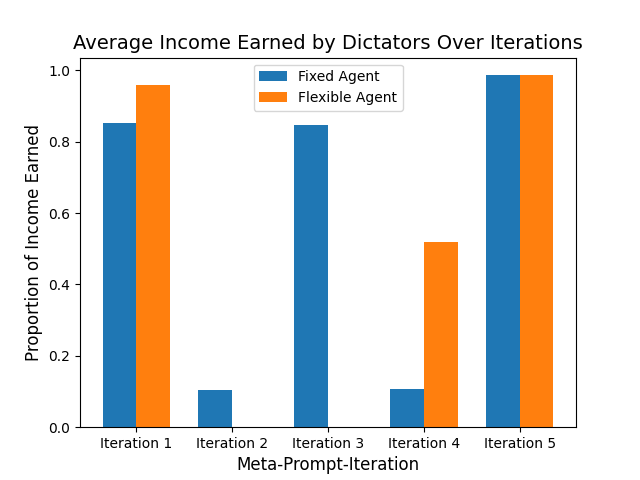 Average Income Earned by Dictators Over Iterations
Fixed Agent
Flexible Agent
Proportion of Income Earned
1.0
0.8
0.6
0.4
0.2
0.0
Iteration 1 Iteration 2 Iteration 3 Iteration 4 Iteration 5
Meta-Prompt-Iteration